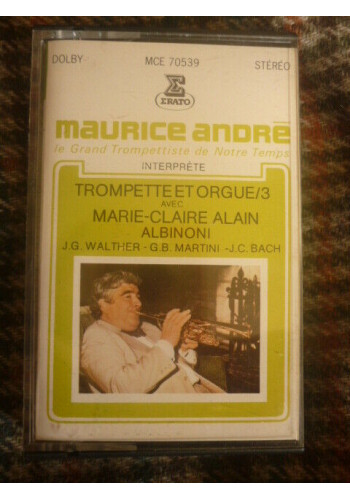 DOLBY MCE 70539 STÉRÉO
ERATO
maurice andré
le Grand Trompettiste de Notre Temps
INTERPRÈTE
TROMPETTE ET ORGUE/3
AVEC
MARIE-CLAIRE ALAIN
ALBINONI
J.G. WALTHER - G.B. MARTINI - J.C. BACH